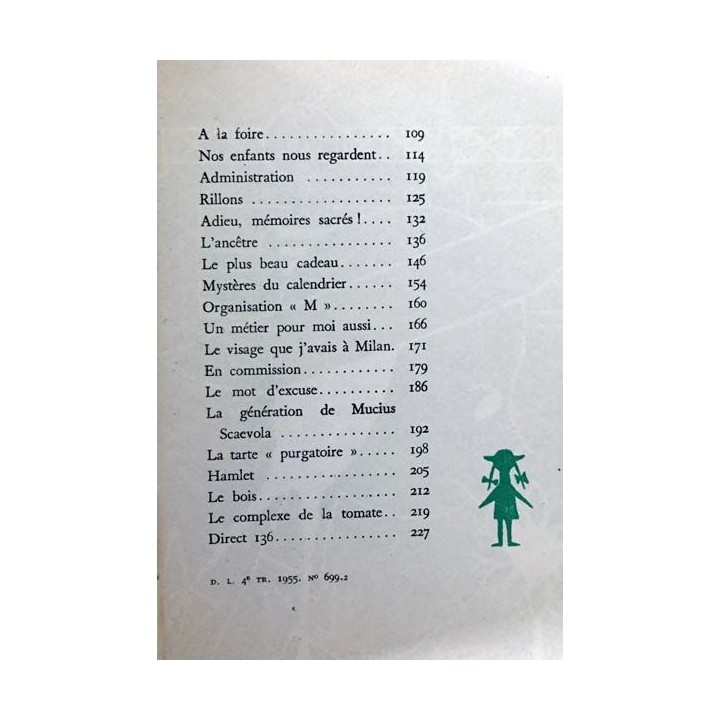 A la foire................ 109
Nos enfants nous regardent.. 114
Administration ........... 119
Rillons .................. 125
Adieu, mémoires sacrés!.... 132
L'ancêtre ................ 136
Le plus beau cadeau....... 146
Mystères du calendrier...... 154
Organisation « M »........ 160
Un métier pour moi aussi... 166
Le visage que j'avais à Milan. 171
En commission............ 179
Le mot d'excuse.......... 186
La génération de Mucius
Scaevola ............... 192
La tarte « purgatoire »..... 198
Hamlet ................. 205
Le bois.................. 212
Le complexe de la tomate.. 219
Direct 136................ 227
D. L. 4e TR. 1955. No 699.2